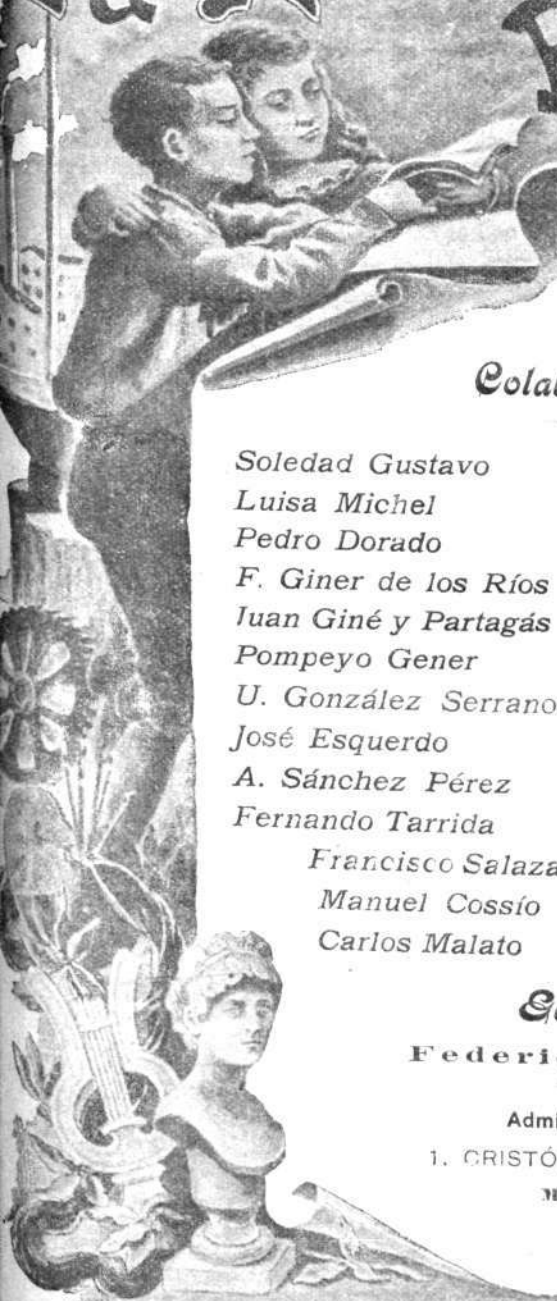 Colab
Soledad Gustavo
Luisa Michel
Pedro Dorado
F. Giner de los Ríos
Juan Giné y Partagás
Pompeyo Gener
U. González Serrano
José Esquerdo
A. Sánchez Pérez
Fernando Tarrida
Francisco Salaza
Manuel Cossío
Carlos Malato
Federi
Admi
1. CRISTÓ